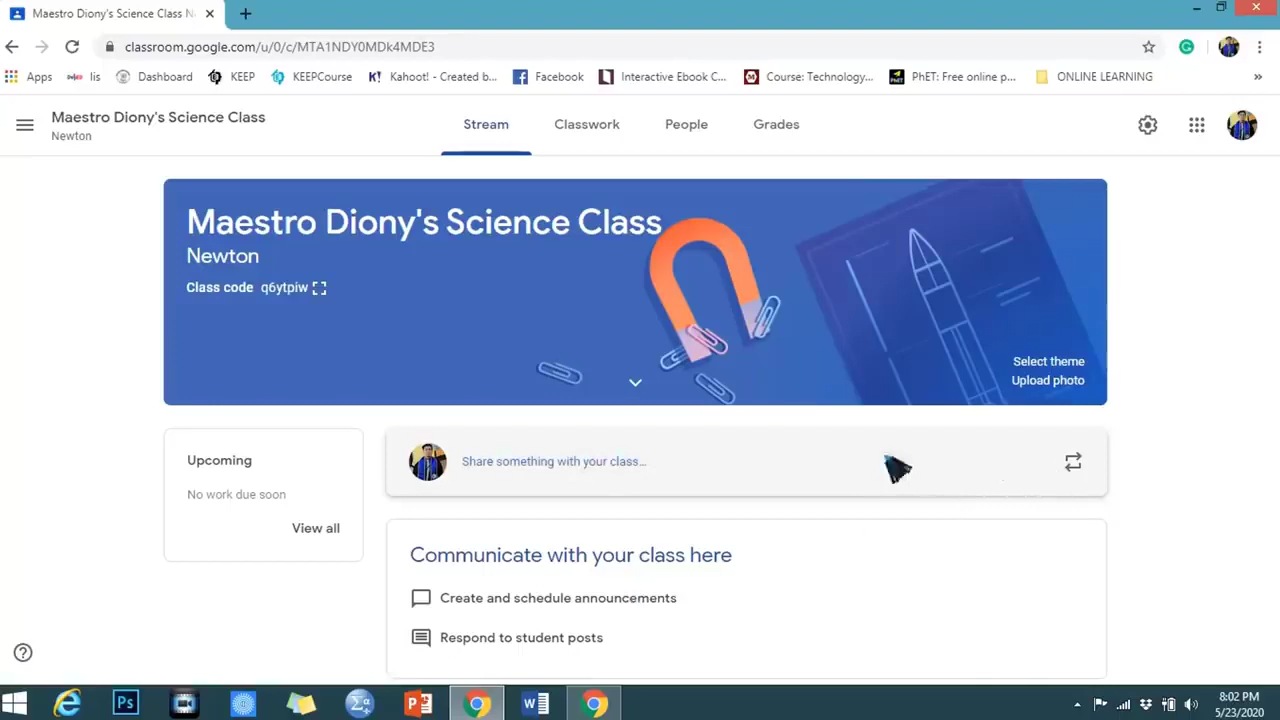 Maestro Diony's Science Class N
classroom.google.com/u/0/c/MTA1NDY0MDk4MDE3
Apps lis Dashboard KEEP KEEPCourse Kahoot! - Created b... Facebook Interactive Ebook C... Course: Technology... PhET: Free online p... ONLINE LEARNING
Maestro Diony's Science Class
Newton
Stream Classwork People Grades
Maestro Diony's Science Class
Newton
Class code q6ytpiw
Select theme
Upload photo
Upcoming
No work due soon
View all
Share something with your class...
Communicate with your class here
Create and schedule announcements
Respond to student posts
8:02 PM
5/23/2020